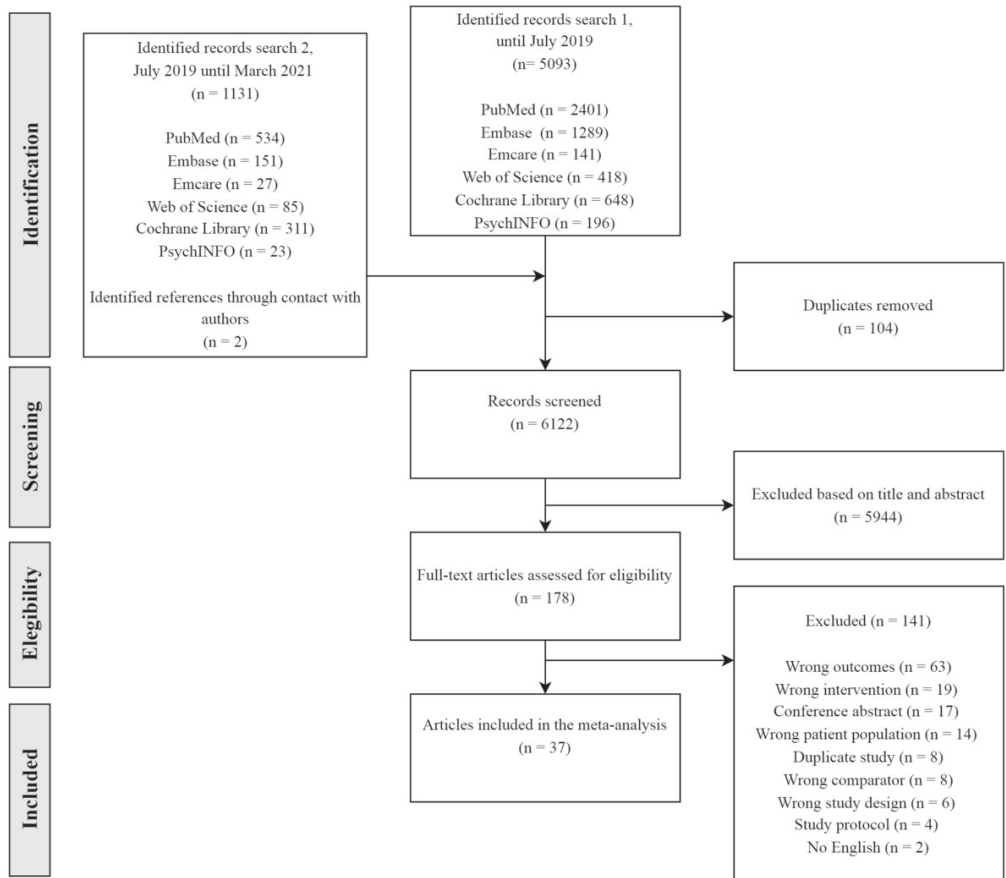 Identification
Identified records search 2,
July 2019 until March 2021
(n = 1131)
PubMed (n = 534)
Embase (n = 151)
Emcare (n = 27)
Web of Science (n = 85)
Cochrane Library (n = 311)
PsychINFO (n = 23)
Identified references through contact with
authors
(n = 2)
Identified records search 1,
until July 2019
(n= 5093)
PubMed (n = 2401)
Embase (n = 1289)
Emcare (n = 141)
Web of Science (n = 418)
Cochrane Library (n = 648)
PsychINFO (n = 196)
Duplicates removed
(n = 104)
Screening
Records screened
(n = 6122)
Excluded based on title and abstract
(n = 5944)
Elegibility
Full-text articles assessed for eligibility
(n = 178)
Excluded (n = 141)
Wrong outcomes (n = 63)
Wrong intervention (n = 19)
Conference abstract (n = 17)
Wrong patient population (n = 14)
Duplicate study (n = 8)
Wrong comparator (n = 8)
Wrong study design (n = 6)
Study protocol (n = 4)
No English (n = 2)
Included
Articles included in the meta-analysis
(n = 37)